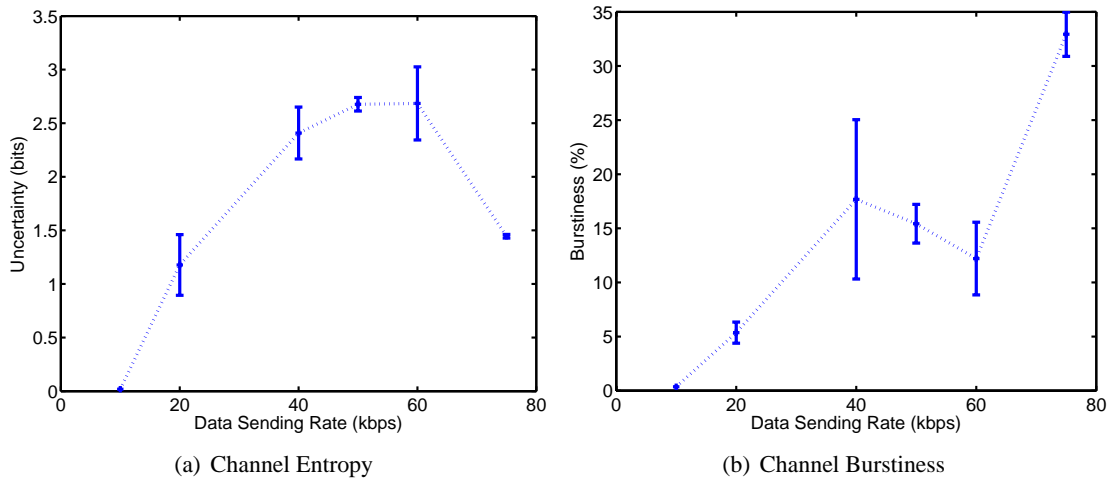 3.5
3
2.5
2
1.5
1
0.5
0
0 20 40 60 80
Uncertainty (bits)
Data Sending Rate (kbps)
(a) Channel Entropy
35
30
25
20
15
10
5
0
0 20 40 60 80
Burstiness (%)
Data Sending Rate (kbps)
(b) Channel Burstiness